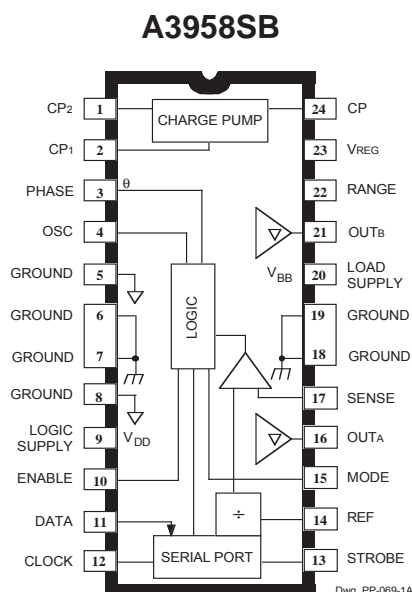 A3958SB
CP2 1 CHARGE PUMP 24 CP
CP1 2 23 VREG
PHASE 3 θ 22 RANGE
OSC 4 21 OUTB
GROUND 5 VBB 20 LOAD SUPPLY
GROUND 6 LOGIC 19 GROUND
GROUND 7 18 GROUND
GROUND 8 17 SENSE
LOGIC SUPPLY 9 VDD 16 OUTA
ENABLE 10 15 MODE
DATA 11 ÷ 14 REF
CLOCK 12 SERIAL PORT 13 STROBE
Dwg. PP-069-1A